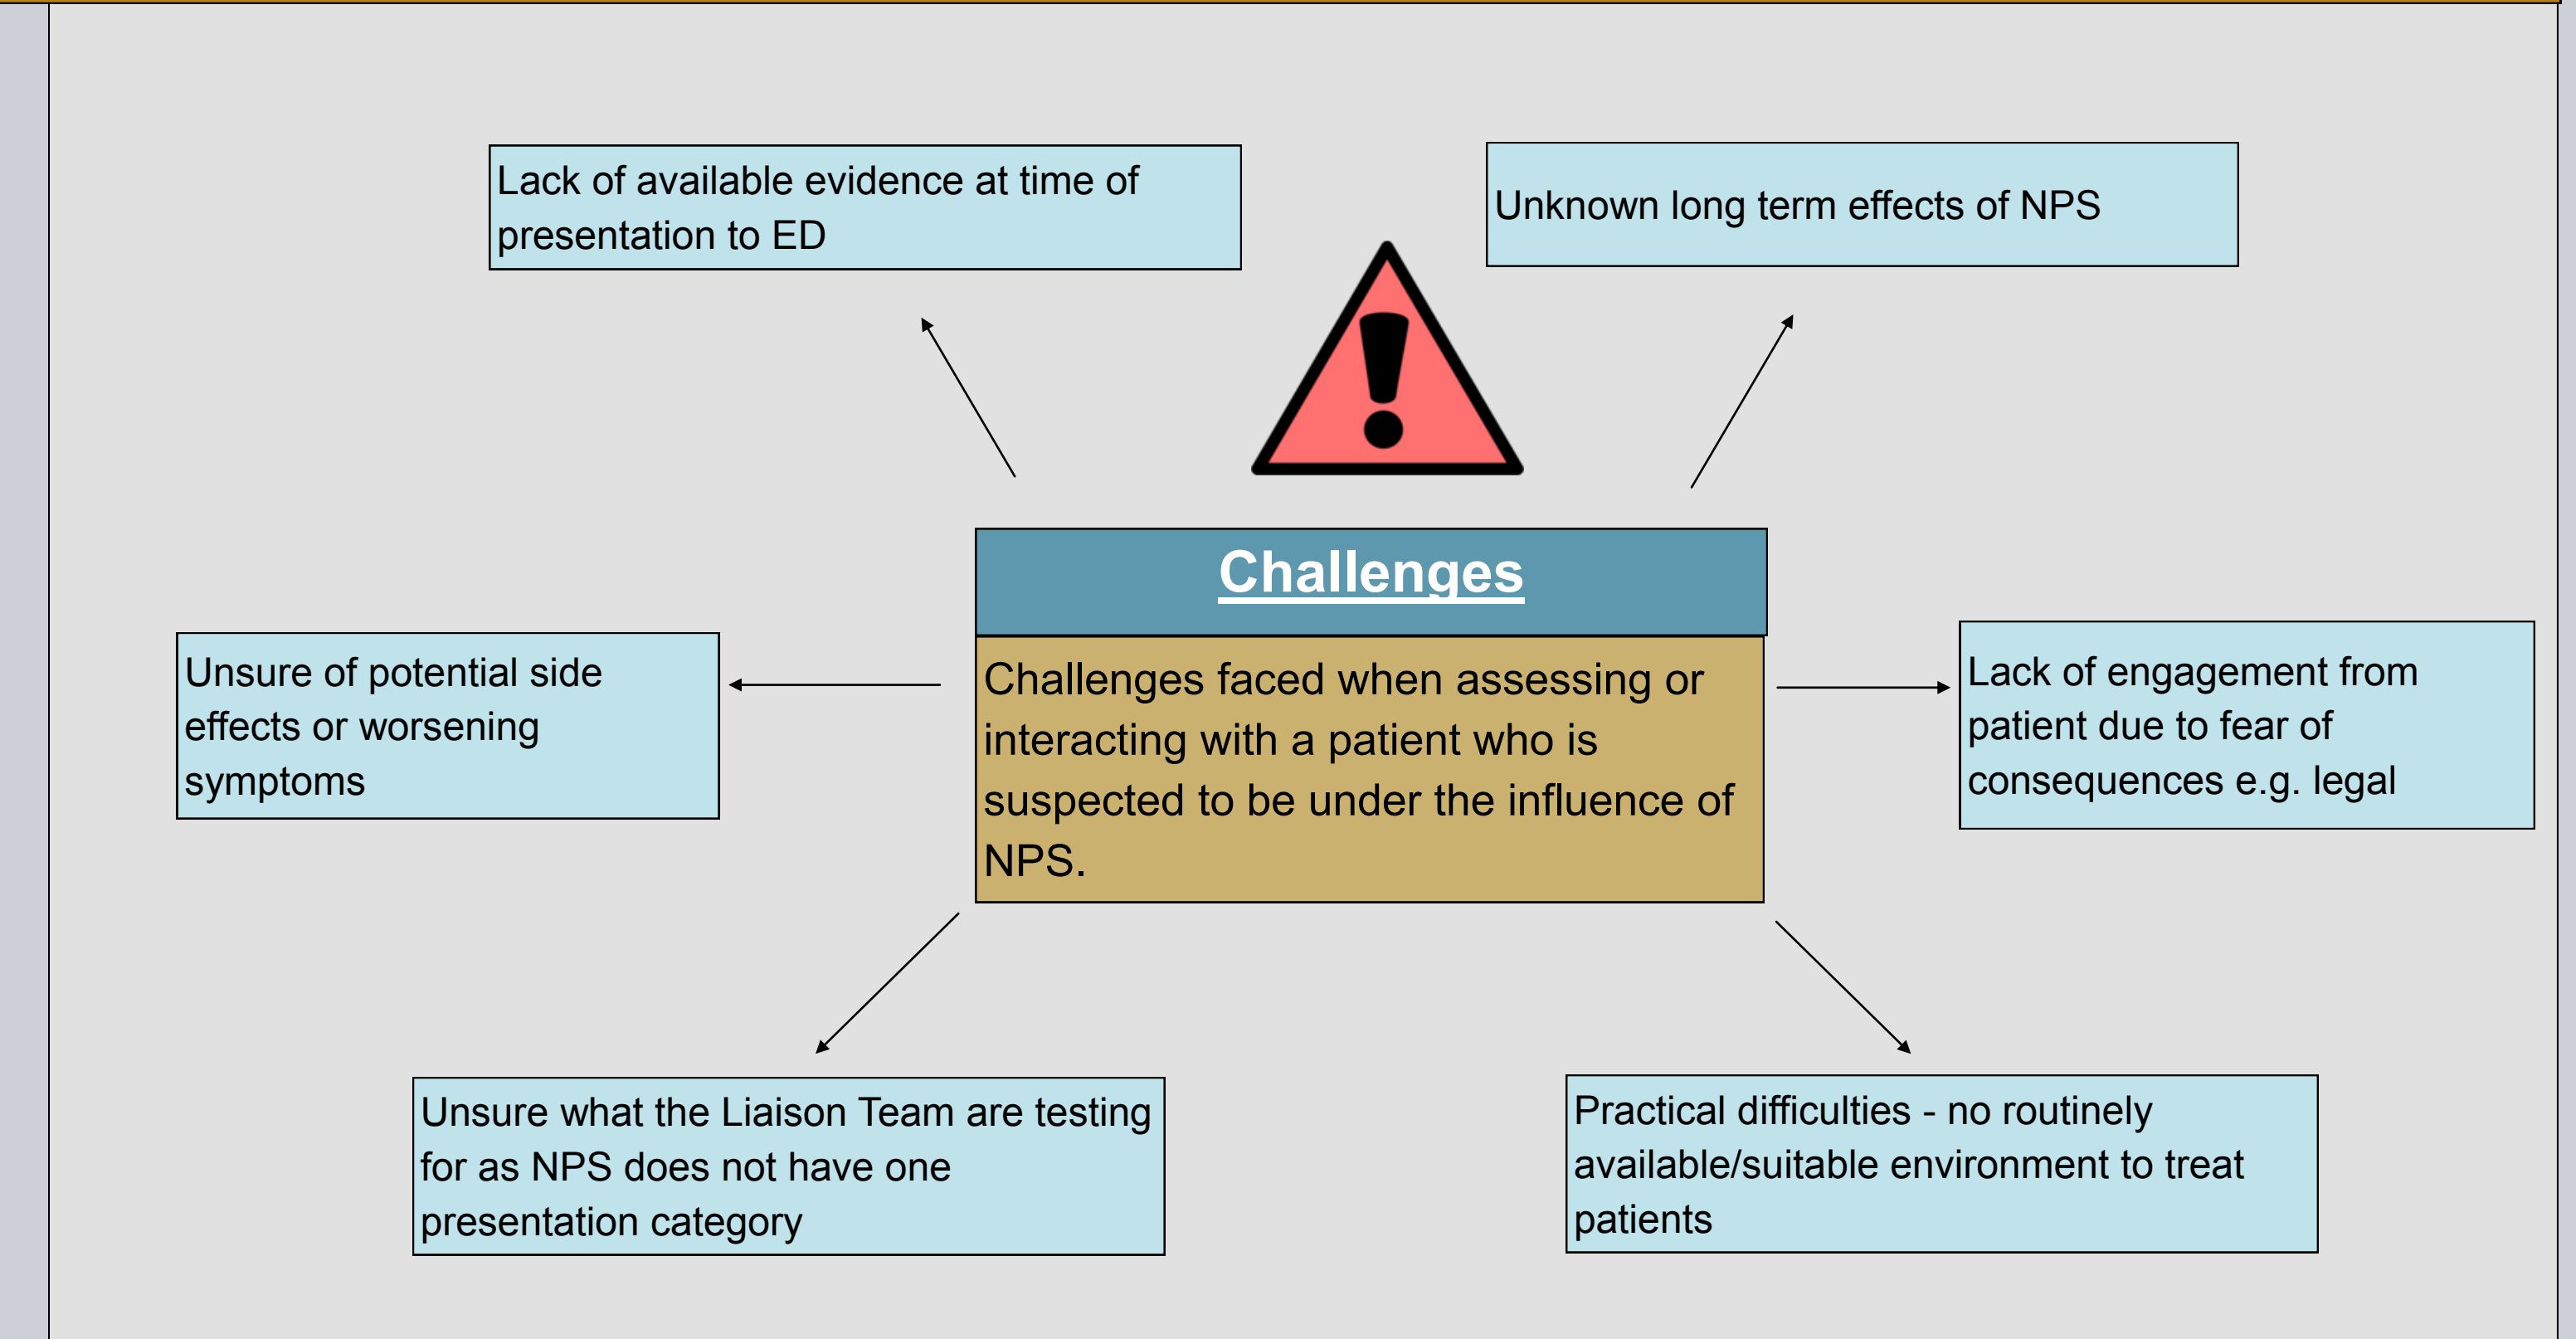 Lack of available evidence at time of
presentation to ED
Unknown long term effects of NPS
Challenges
Challenges faced when assessing or
interacting with a patient who is
suspected to be under the influence of
NPS.
Unsure of potential side
effects or worsening
symptoms
Lack of engagement from
patient due to fear of
consequences e.g. legal
Unsure what the Liaison Team are testing
for as NPS does not have one
presentation category
Practical difficulties - no routinely
available/suitable environment to treat
patients